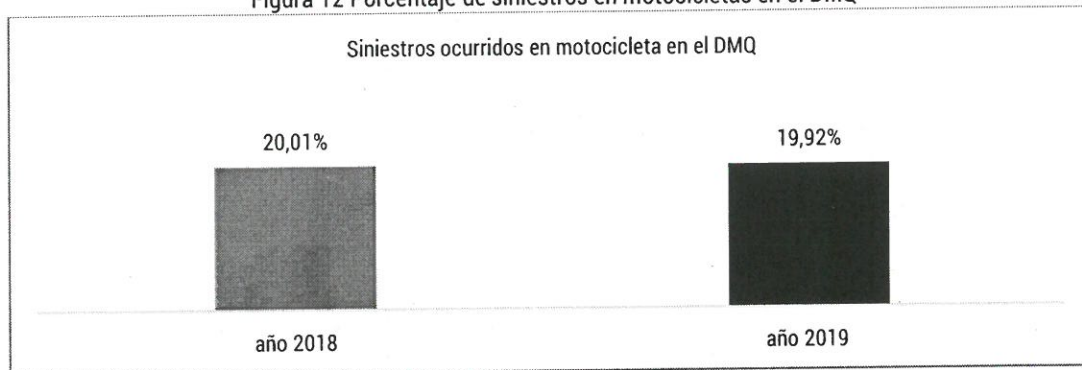 Figura 12 Porcentaje de siniestros en motocicletas en el DMQ
Siniestros ocurridos en motocicleta en el DMQ
20,01%
19,92%
año 2018
año 2019